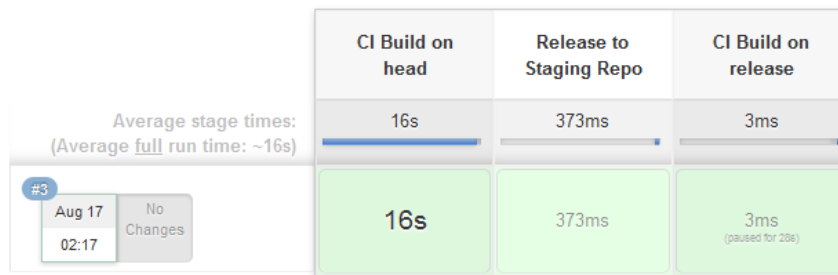 CI Build on
head
Release to
Staging Repo
CI Build on
release
Average stage times:
(Average full run time: ~16s)
16s
373ms
3ms
#3
Aug 17
02:17
No
Changes
16s
373ms
3ms
(paused for 28s)